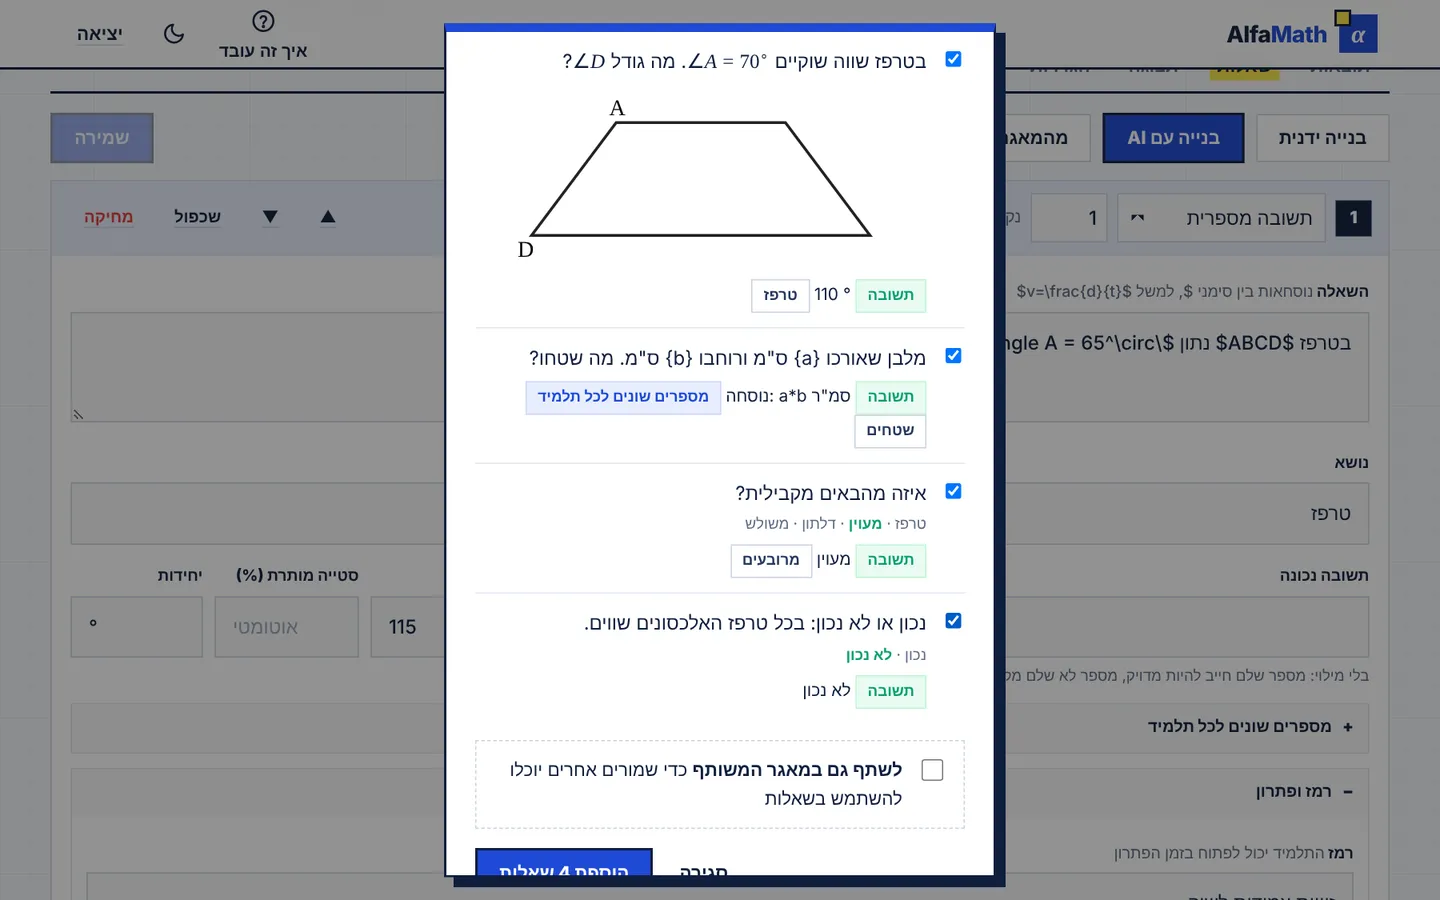 AlfaMath
α
איך זה עובד
יציאה
בנייה ידנית
בנייה עם AI
מהמאגר
שמירה
1
תשובה מספרית
1
▲
▼
שכפול
מחיקה
השאלה נוסחאות בין סימני $, למשל $v=\frac{d}{t}$
בטרפז $ABCD$ נתון $\angle A = 65^\circ
נושא
טרפז
תשובה נכונה
115
סטייה מותרת (%)
אוטומטי
יחידות
°
בלי מילוי: מספר שלם חייב להיות מדויק, מספר לא שלם
+ מספרים שונים לכל תלמיד
− רמז ופתרון
רמז התלמיד יכול לפתוח בזמן הפתרון
בטרפז שווה שוקיים ∠A = 70°. מה גודל ∠D?
A
D
תשובה 110 ° טרפז
מלבן שאורכו {a} ס"מ ורוחבו {b} ס"מ. מה שטחו?
תשובה סמ"ר a*b :נוסחה מספרים שונים לכל תלמיד
שטחים
איזה מהבאים מקבילית?
טרפז · מעוין · דלתון · משולש
תשובה מעוין מרובעים
נכון או לא נכון: בכל טרפז האלכסונים שווים.
נכון · לא נכון
תשובה לא נכון
לשתף גם במאגר המשותף כדי שמורים אחרים יוכלו
להשתמש בשאלות
סגירה
הוספת 4 שאלות